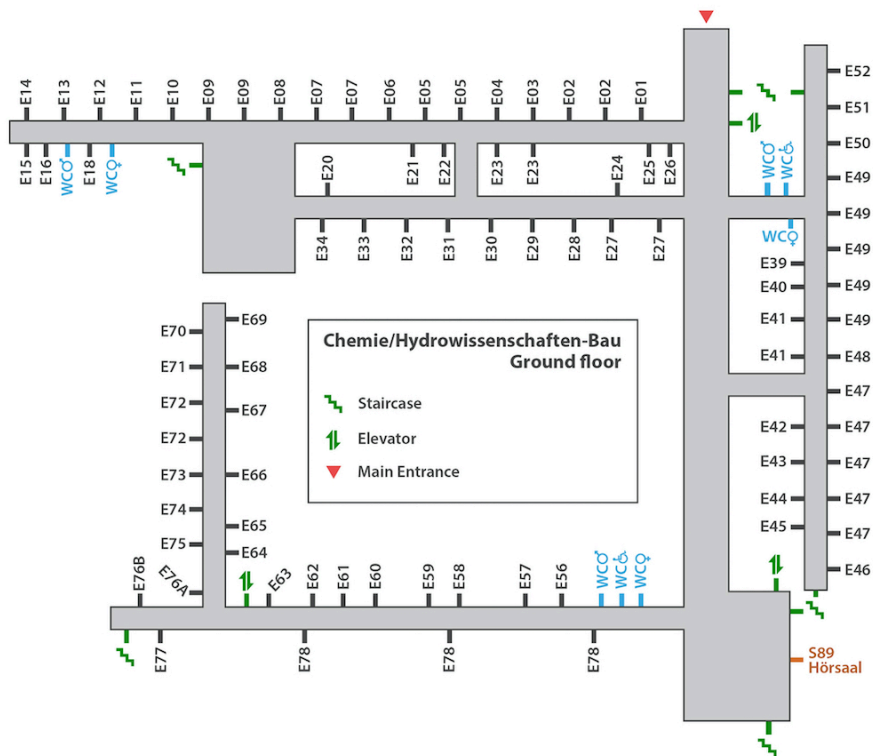 E14
E13
E12
E11
E10
E09
E09
E08
E07
E07
E06
E05
E05
E04
E03
E02
E02
E01
E15
E16
WC♂
E18
WC♀
E20
E21
E22
E23
E23
E24
E25
E26
E34
E33
E32
E31
E30
E29
E28
E27
E27
E52
E51
E50
E49
E49
E49
E49
E49
E48
E47
E47
E47
E47
E47
E46
WC♂
WC♿
WC♀
E39
E40
E41
E41
E42
E43
E44
E45
Chemie/Hydrowissenschaften-Bau
Ground floor
Staircase
Elevator
Main Entrance
E70
E71
E72
E72
E73
E74
E75
E76A
E76B
E69
E68
E67
E66
E65
E64
E63
E62
E61
E60
E59
E58
E57
E56
WC♂
WC♿
WC♀
E77
E78
E78
E78
S89
Hörsaal